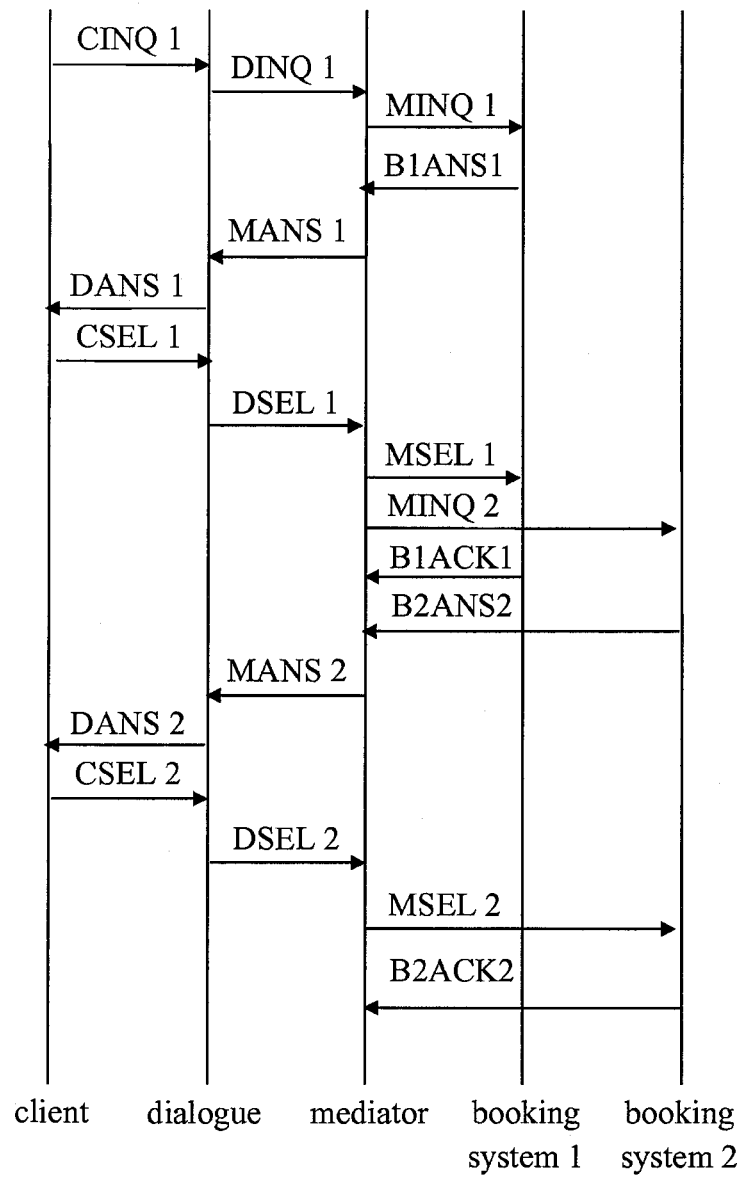 CINQ 1
DINQ 1
MINQ 1
B1ANS1
MANS 1
DANS 1
CSEL 1
DSEL 1
MSEL 1
MINQ 2
B1ACK1
B2ANS2
MANS 2
DANS 2
CSEL 2
DSEL 2
MSEL 2
B2ACK2
client dialogue mediator booking booking
system 1 system 2